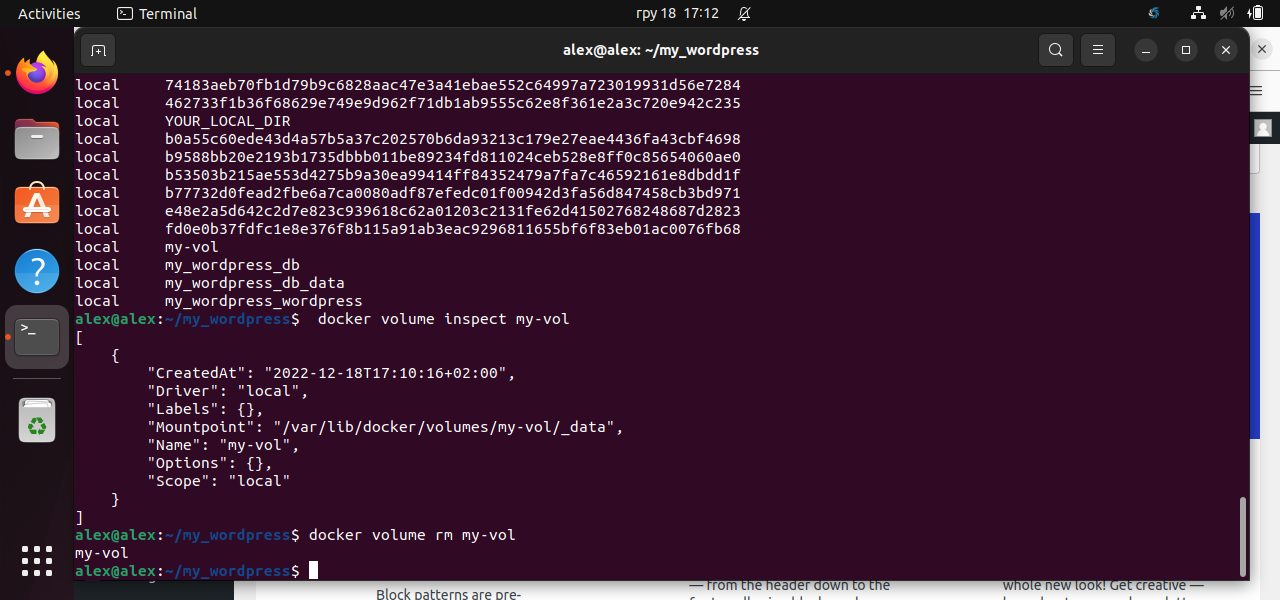 Activities Terminal гру 18 17:12
alex@alex: ~/my_wordpress
local 74183aeb70fb1d79b9c6828aac47e3a41ebae552c64997a723019931d56e7284
local 462733f1b36f68629e749e9d962f71db1ab9555c62e8f361e2a3c720e942c235
local YOUR_LOCAL_DIR
local b0a55c60ede43d4a57b5a37c202570b6da93213c179e27eae4436fa43cbf4698
local b9588bb20e2193b1735dbbb011be89234fd811024ceb528e8ff0c85654060ae0
local b53503b215ae553d4275b9a30ea99414ff84352479a7fa7c46592161e8dbdd1f
local b77732d0fead2fbe6a7ca0080adf87efedc01f00942d3fa56d847458cb3bd971
local e48e2a5d642c2d7e823c939618c62a01203c2131fe62d41502768248687d2823
local fd0e0b37fdfc1e8e376f8b115a91ab3eac9296811655bf6f83eb01ac0076fb68
local my-vol
local my_wordpress_db
local my_wordpress_db_data
local my_wordpress_wordpress
alex@alex:~/my_wordpress$  docker volume inspect my-vol
[
    {
        "CreatedAt": "2022-12-18T17:10:16+02:00",
        "Driver": "local",
        "Labels": {},
        "Mountpoint": "/var/lib/docker/volumes/my-vol/_data",
        "Name": "my-vol",
        "Options": {},
        "Scope": "local"
    }
]
alex@alex:~/my_wordpress$ docker volume rm my-vol
my-vol
alex@alex:~/my_wordpress$
— from the header down to the whole new look! Get creative —
Block patterns are pre-